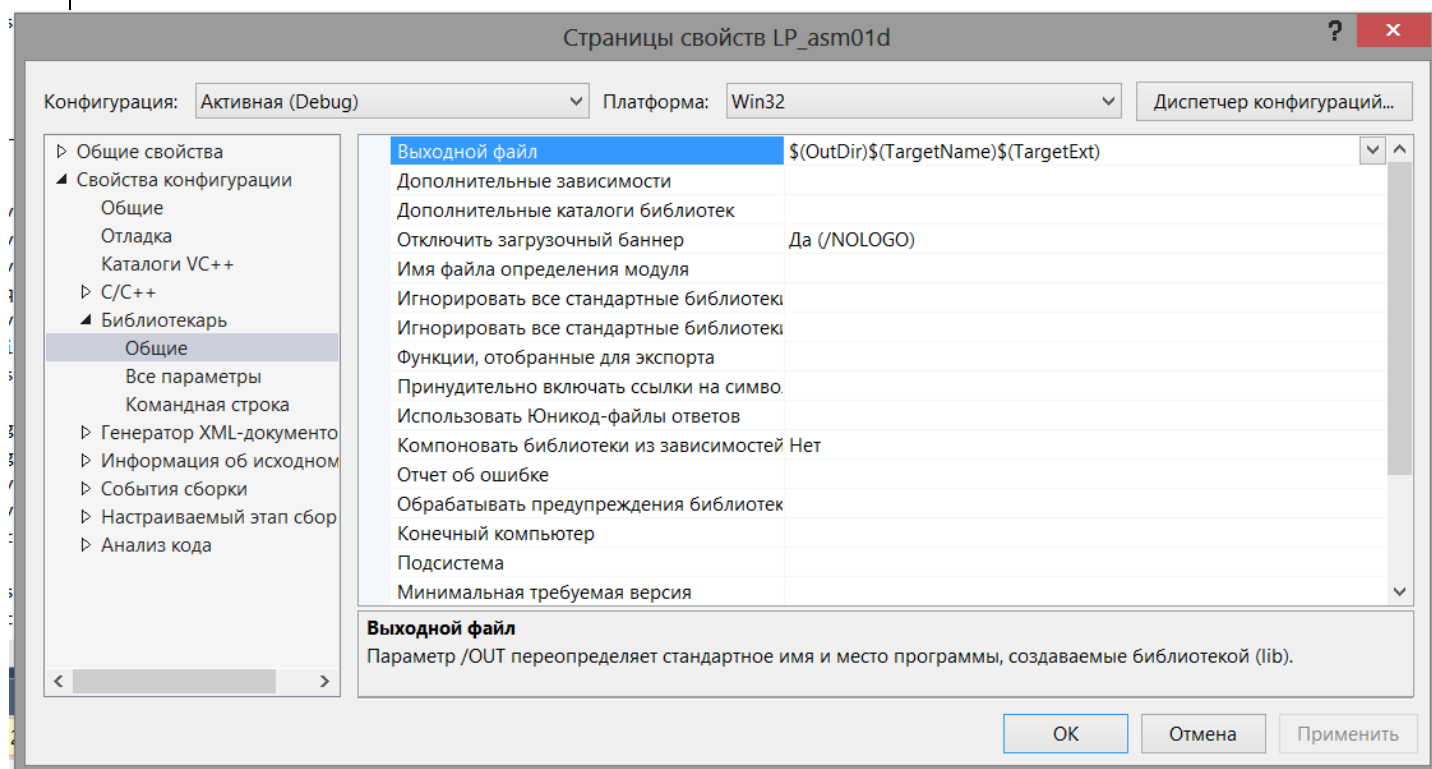 Страницы свойств LP_asm01d
?
Конфигурация: Активная (Debug) Платформа: Win32 Диспетчер конфигураций...
Общие свойства
Свойства конфигурации
Общие
Отладка
Каталоги VC++
C/C++
Библиотекарь
Общие
Все параметры
Командная строка
Генератор XML-документо
Информация об исходном
События сборки
Настраиваемый этап сбор
Анализ кода
Выходной файл $(OutDir)$(TargetName)$(TargetExt)
Дополнительные зависимости
Дополнительные каталоги библиотек
Отключить загрузочный баннер Да (/NOLOGO)
Имя файла определения модуля
Игнорировать все стандартные библиотеки
Игнорировать все стандартные библиотеки
Функции, отобранные для экспорта
Принудительно включать ссылки на симво
Использовать Юникод-файлы ответов
Компоновать библиотеки из зависимостей Нет
Отчет об ошибке
Обрабатывать предупреждения библиотек
Конечный компьютер
Подсистема
Минимальная требуемая версия
Выходной файл
Параметр /OUT переопределяет стандартное имя и место программы, создаваемые библиотекой (lib).
ОК Отмена Применить